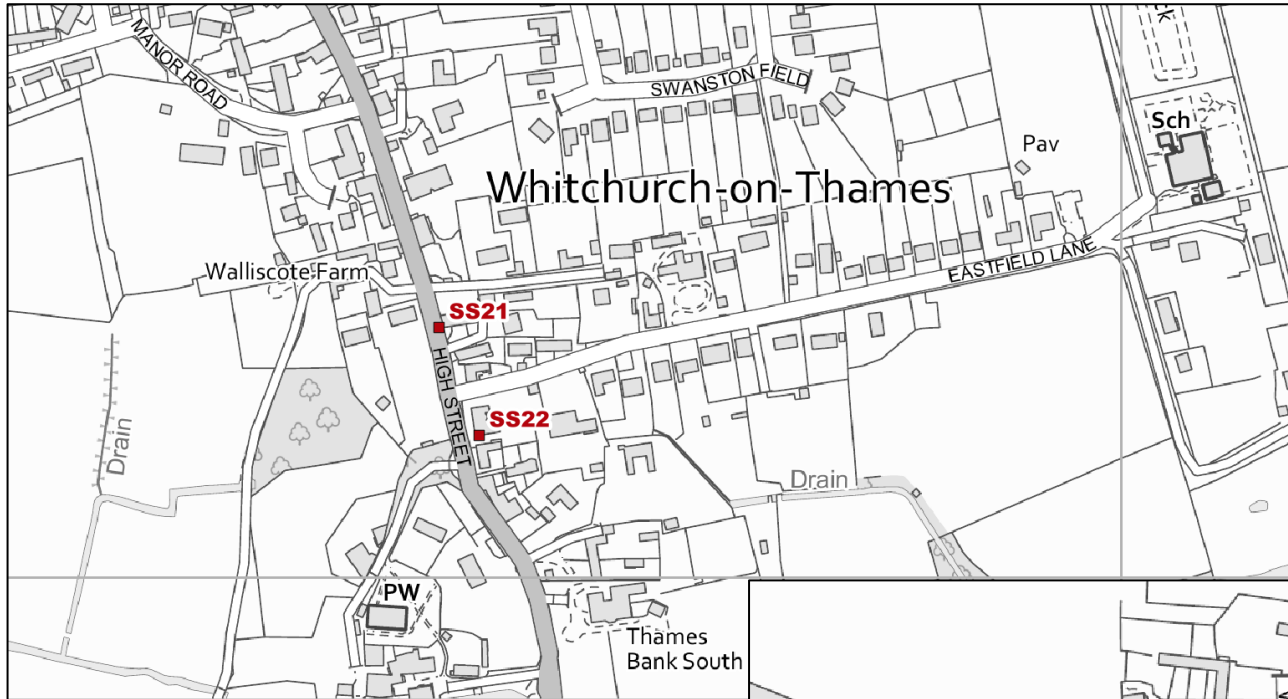 MANOR ROAD
SWANSTON FIELD
Sch
Pav
Whitchurch-on-Thames
EASTFIELD LANE
Walliscote Farm
SS21
HIGH STREET
SS22
Drain
Drain
PW
Thames
Bank South